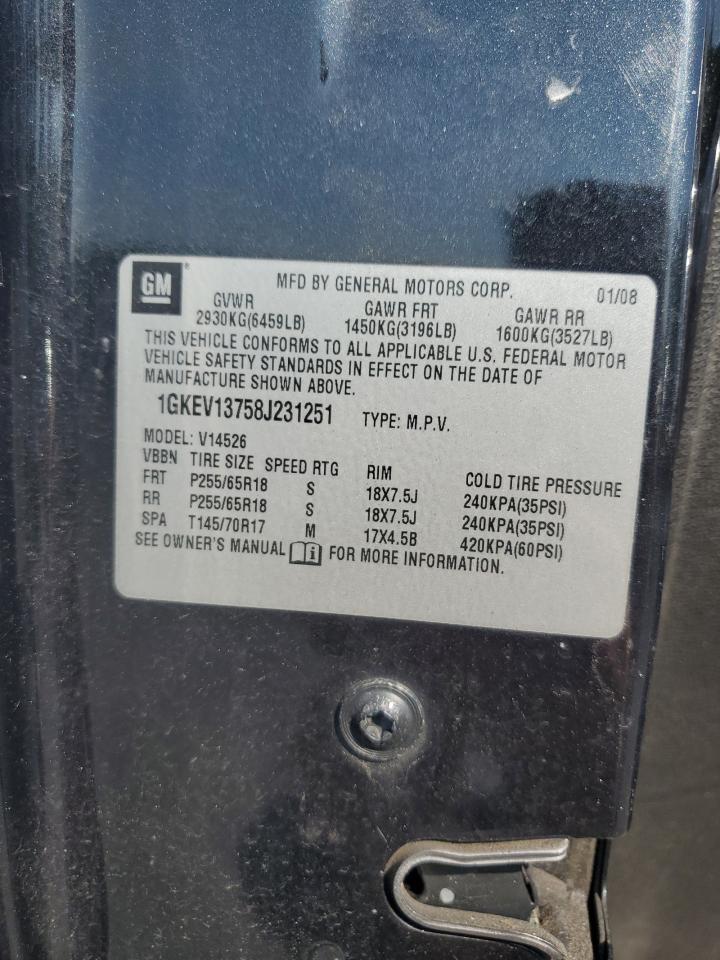 GM® MFD BY GENERAL MOTORS CORP. 01/08
GVWR GAWR FRT GAWR RR
2930KG(6459LB) 1450KG(3196LB) 1600KG(3527LB)
THIS VEHICLE CONFORMS TO ALL APPLICABLE U.S. FEDERAL MOTOR
VEHICLE SAFETY STANDARDS IN EFFECT ON THE DATE OF
MANUFACTURE SHOWN ABOVE.
1GKEV13758J231251 TYPE: M.P.V.
MODEL: V14526
VBBN TIRE SIZE SPEED RTG RIM COLD TIRE PRESSURE
FRT P255/65R18 S 18X7.5J 240KPA(35PSI)
RR P255/65R18 S 18X7.5J 240KPA(35PSI)
SPA T145/70R17 M 17X4.5B 420KPA(60PSI)
SEE OWNER'S MANUAL i FOR MORE INFORMATION.